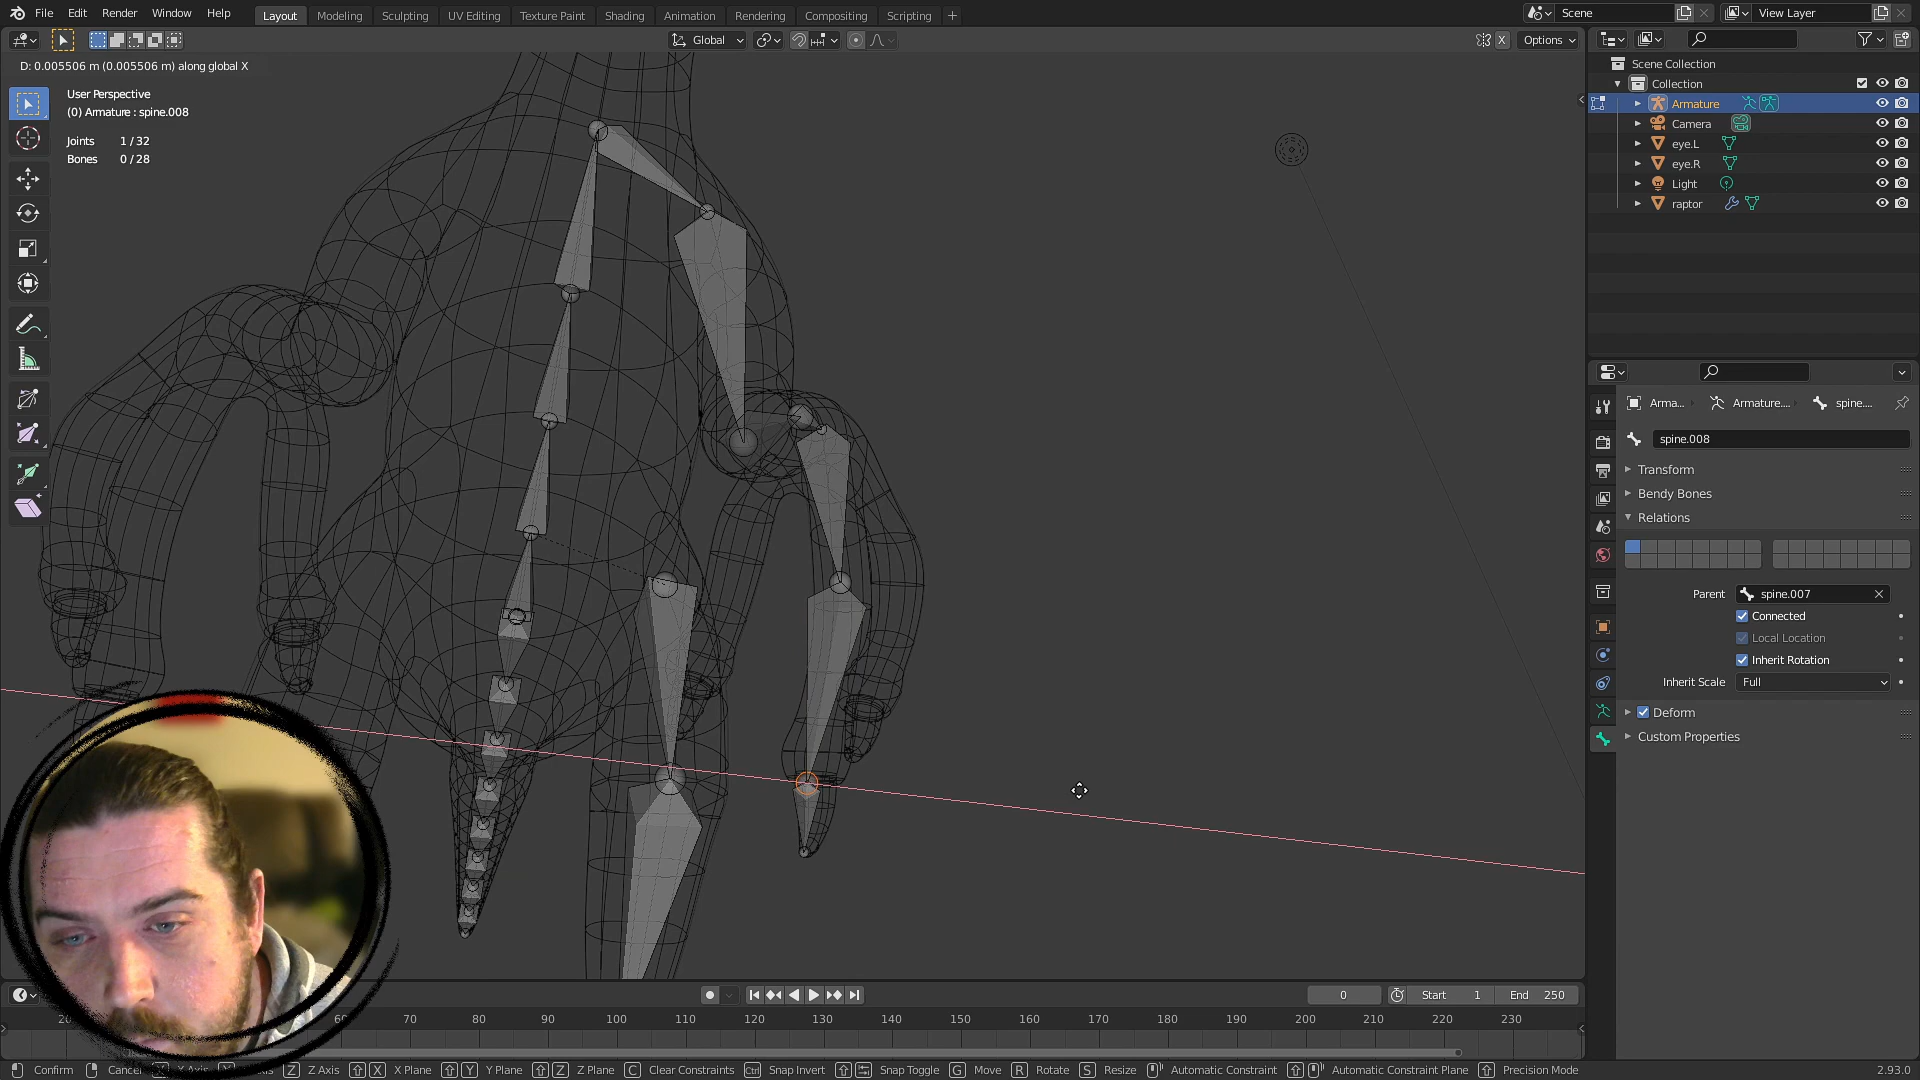 File Edit Render Window Help Layout Modeling Sculpting UV Editing Texture Paint Shading Animation Rendering Compositing Scripting Scene View Layer
Global X Options
D: 0.005506 m (0.005506 m) along global X
User Perspective
(0) Armature : spine.008
Joints 1 / 32
Bones 0 / 28
Scene Collection
Collection
Armature
Camera
eye.L
eye.R
Light
raptor
Arma... Armature.... spine....
spine.008
Transform
Bendy Bones
Relations
Parent spine.007
Connected
Local Location
Inherit Rotation
Inherit Scale Full
Deform
Custom Properties
0 Start 1 End 250
60 70 80 90 100 110 120 130 140 150 160 170 180 190 200 210 220 230
Confirm Cancel X X Axis Y Z Z Axis X X Plane Y Y Plane Z Z Plane C Clear Constraints Ctrl Snap Invert Snap Toggle G Move R Rotate S Resize Automatic Constraint Automatic Constraint Plane Precision Mode 2.93.0